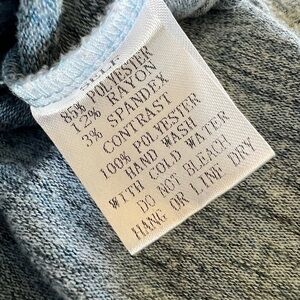 SELF
85% POLYESTER
12% RAYON
3% SPANDEX
CONTRAST
100% POLYESTER
HAND WASH
WITH COLD WATER
DO NOT BLEACH
HANG OR LINE DRY